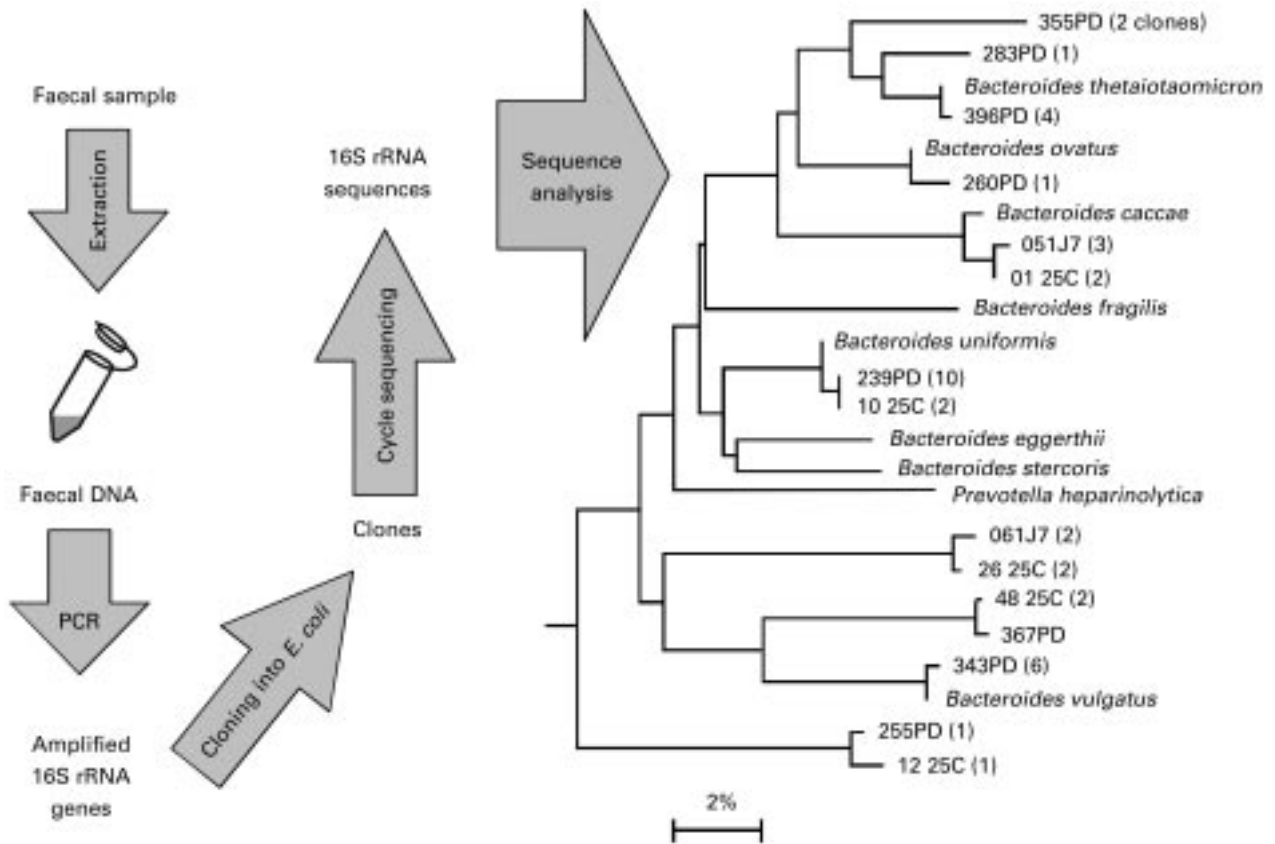 Faecal sample
Extraction
Faecal DNA
PCR
Amplified
16S rRNA
genes
Cloning into E. coli
Clones
Cycle sequencing
16S rRNA
sequences
Sequence
analysis
355PD (2 clones)
283PD (1)
Bacteroides thetaiotaomicron
396PD (4)
Bacteroides ovatus
260PD (1)
Bacteroides caccae
051J7 (3)
01 25C (2)
Bacteroides fragilis
Bacteroides uniformis
239PD (10)
10 25C (2)
Bacteroides eggerthii
Bacteroides stercoris
Prevotella heparinolytica
061J7 (2)
26 25C (2)
48 25C (2)
367PD
343PD (6)
Bacteroides vulgatus
255PD (1)
12 25C (1)
2%